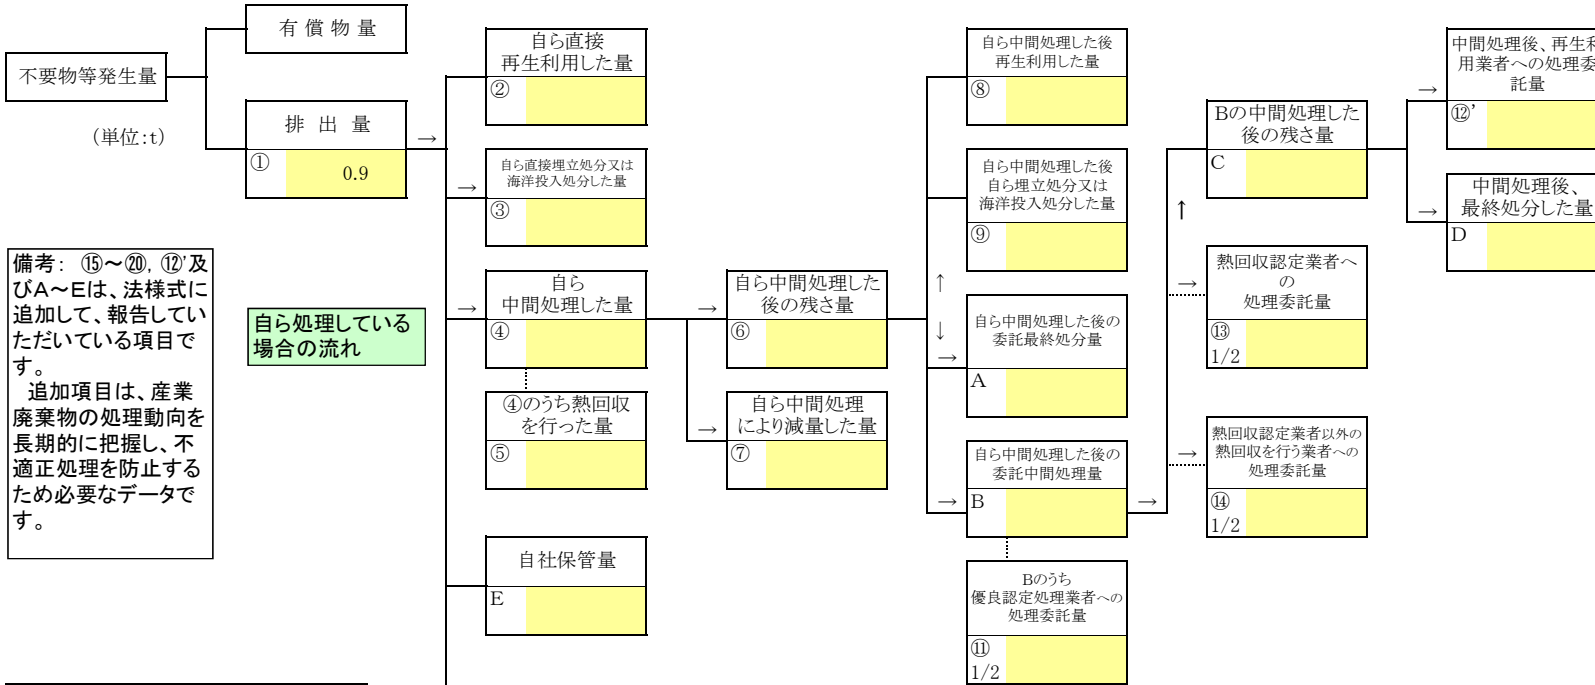 有 償 物 量
不要物等発生量
(単位:t)
排 出 量
→
①
0.9
備考： ⑮～⑳, ⑫'及
びA～Eは、法様式に
追加して、報告してい
ただいている項目で
す。
追加項目は、産業
廃棄物の処理動向を
長期的に把握し、不
適正処理を防止する
ため必要なデータで
す。
自ら処理している
場合の流れ
自ら直接
再生利用した量
②
→
自ら直接埋立処分又は
海洋投入処分した量
③
→
自ら
中間処理した量
④
④のうち熱回収
を行った量
⑤
自社保管量
E
→
自ら中間処理した
後の残さ量
⑥
→
自ら中間処理
により減量した量
⑦
自ら中間処理した後
再生利用した量
⑧
自ら中間処理した後
自ら埋立処分又は
海洋投入処分した量
⑨
↑
↓
→
自ら中間処理した後の
委託最終処分量
A
→
自ら中間処理した後の
委託中間処理量
B
→
Bのうち
優良認定処理業者への
処理委託量
⑪
1/2
→
Bの中間処理した
後の残さ量
C
↑
→
熱回収認定業者へ
の
処理委託量
⑬
1/2
→
熱回収認定業者以外の
熱回収を行う業者への
処理委託量
⑭
1/2
→
中間処理後、再生利
用業者への処理委
託量
⑫'
→
中間処理後、
最終処分した量
D